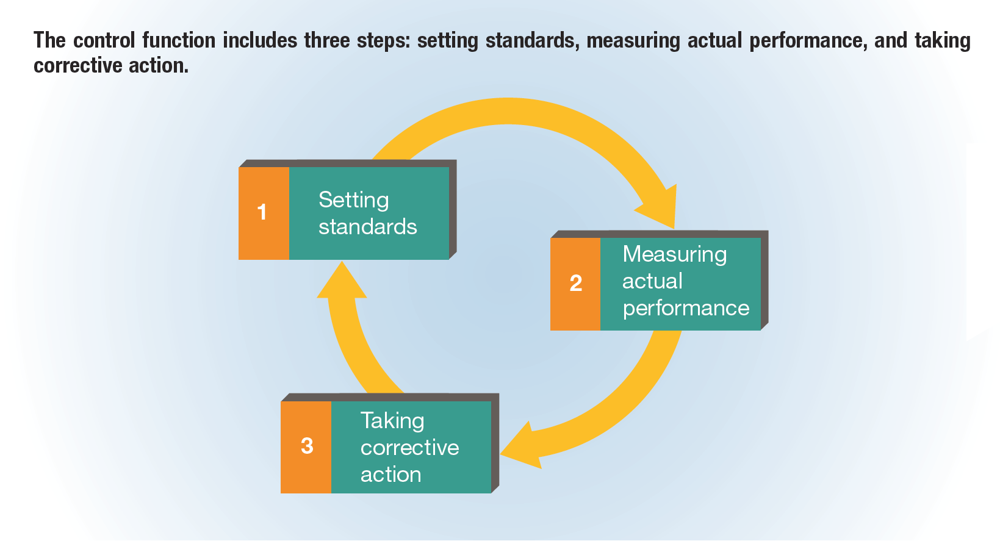 The control function includes three steps: setting standards, measuring actual performance, and taking
corrective action.
1
Setting
standards
2
Measuring
actual
performance
3
Taking
corrective
action